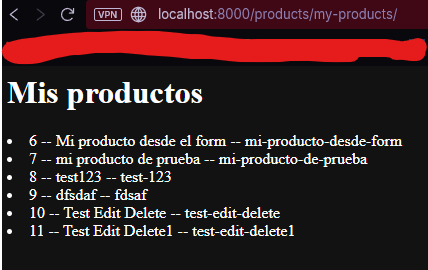 VPN localhost:8000/products/my-products/
Mis productos
• 6 -- Mi producto desde el form -- mi-producto-desde-form
• 7 -- mi producto de prueba -- mi-producto-de-prueba
• 8 -- test123 -- test-123
• 9 -- dfsdaf -- fdsaf
• 10 -- Test Edit Delete -- test-edit-delete
• 11 -- Test Edit Delete1 -- test-edit-delete1